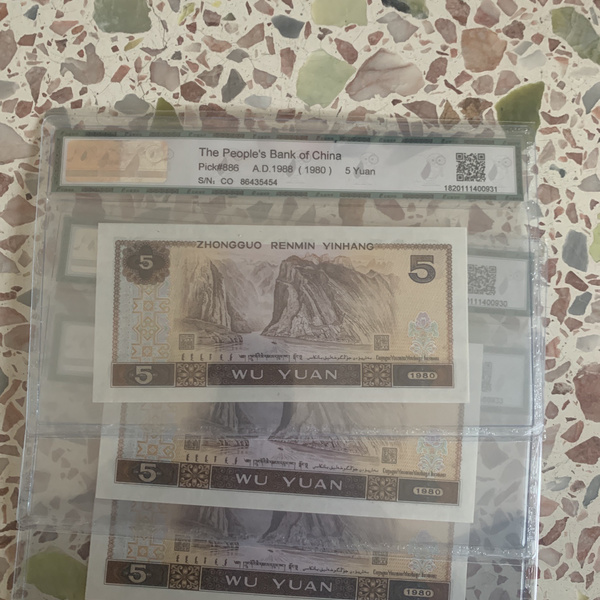 The People's Bank of China
Pick#886 A.D.1988 (1980) 5 Yuan
S/N: CO 86435454
1820111400931
ZHONGGUO RENMIN YINHANG
5 5
5 WU YUAN 1980
5 WU YUAN 1980
5 WU YUAN 1980